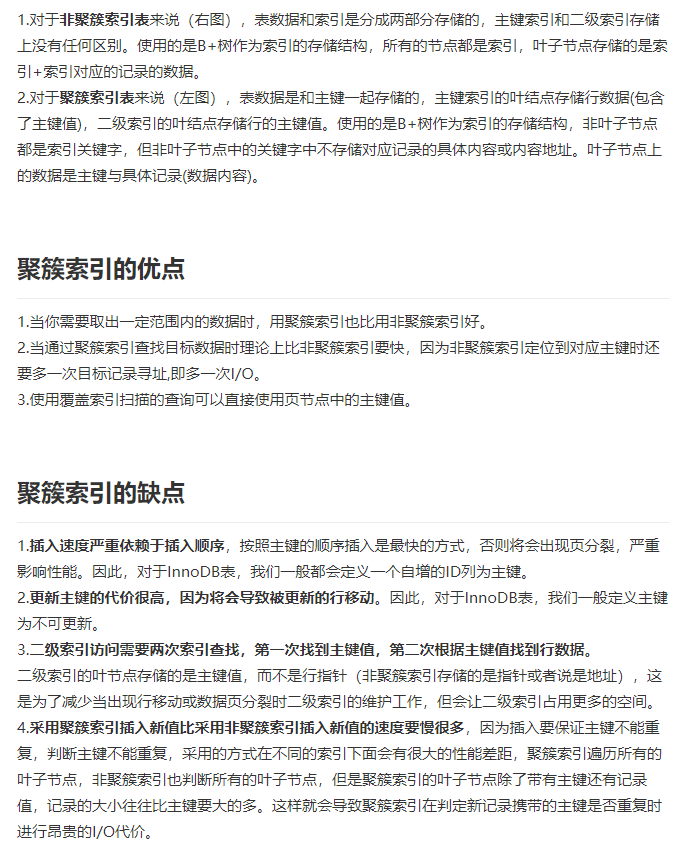 1.对于非聚簇索引表来说（右图），表数据和索引是分成两部分存储的，主键索引和二级索引存储
上没有任何区别。使用的是B+树作为索引的存储结构，所有的节点都是索引，叶子节点存储的是索
引+索引对应的记录的数据。
2.对于聚簇索引表来说（左图），表数据是和主键一起存储的，主键索引的叶结点存储行数据(包含
了主键值)，二级索引的叶结点存储行的主键值。使用的是B+树作为索引的存储结构，非叶子节点
都是索引关键字，但非叶子节点中的关键字中不存储对应记录的具体内容或内容地址。叶子节点上
的数据是主键与具体记录(数据内容)。
聚簇索引的优点
1.当你需要取出一定范围内的数据时，用聚簇索引也比用非聚簇索引好。
2.当通过聚簇索引查找目标数据时理论上比非聚簇索引要快，因为非聚簇索引定位到对应主键时还
要多一次目标记录寻址,即多一次I/O。
3.使用覆盖索引扫描的查询可以直接使用页节点中的主键值。
聚簇索引的缺点
1.插入速度严重依赖于插入顺序，按照主键的顺序插入是最快的方式，否则将会出现页分裂，严重
影响性能。因此，对于InnoDB表，我们一般都会定义一个自增的ID列为主键。
2.更新主键的代价很高，因为将会导致被更新的行移动。因此，对于InnoDB表，我们一般定义主键
为不可更新。
3.二级索引访问需要两次索引查找，第一次找到主键值，第二次根据主键值找到行数据。
二级索引的叶节点存储的是主键值，而不是行指针（非聚簇索引存储的是指针或者说是地址），这
是为了减少当出现行移动或数据页分裂时二级索引的维护工作，但会让二级索引占用更多的空间。
4.采用聚簇索引插入新值比采用非聚簇索引插入新值的速度要慢很多，因为插入要保证主键不能重
复，判断主键不能重复，采用的方式在不同的索引下面会有很大的性能差距，聚簇索引遍历所有的
叶子节点，非聚簇索引也判断所有的叶子节点，但是聚簇索引的叶子节点除了带有主键还有记录
值，记录的大小往往比主键要大的多。这样就会导致聚簇索引在判定新记录携带的主键是否重复时
进行昂贵的I/O代价。